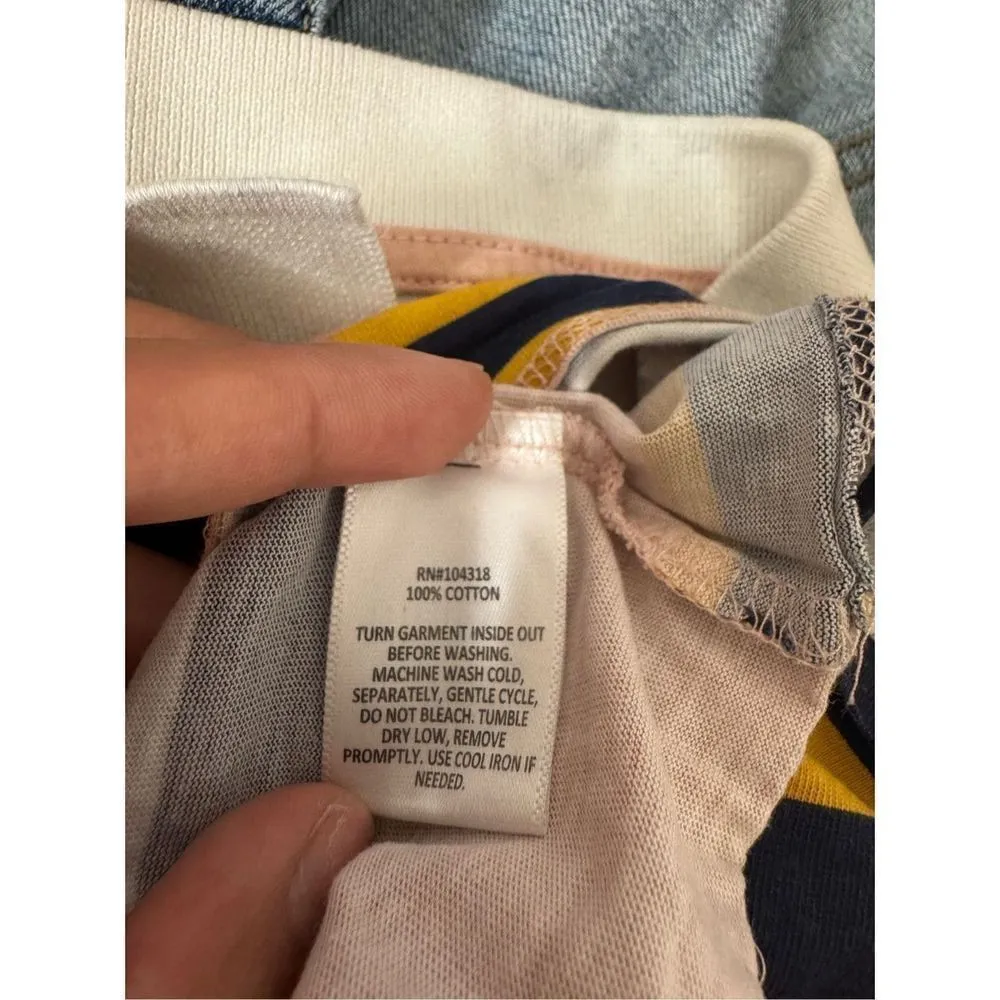 RN#104318
100% COTTON
TURN GARMENT INSIDE OUT
BEFORE WASHING.
MACHINE WASH COLD,
SEPARATELY, GENTLE CYCLE,
DO NOT BLEACH. TUMBLE
DRY LOW, REMOVE
PROMPTLY. USE COOL IRON IF
NEEDED.